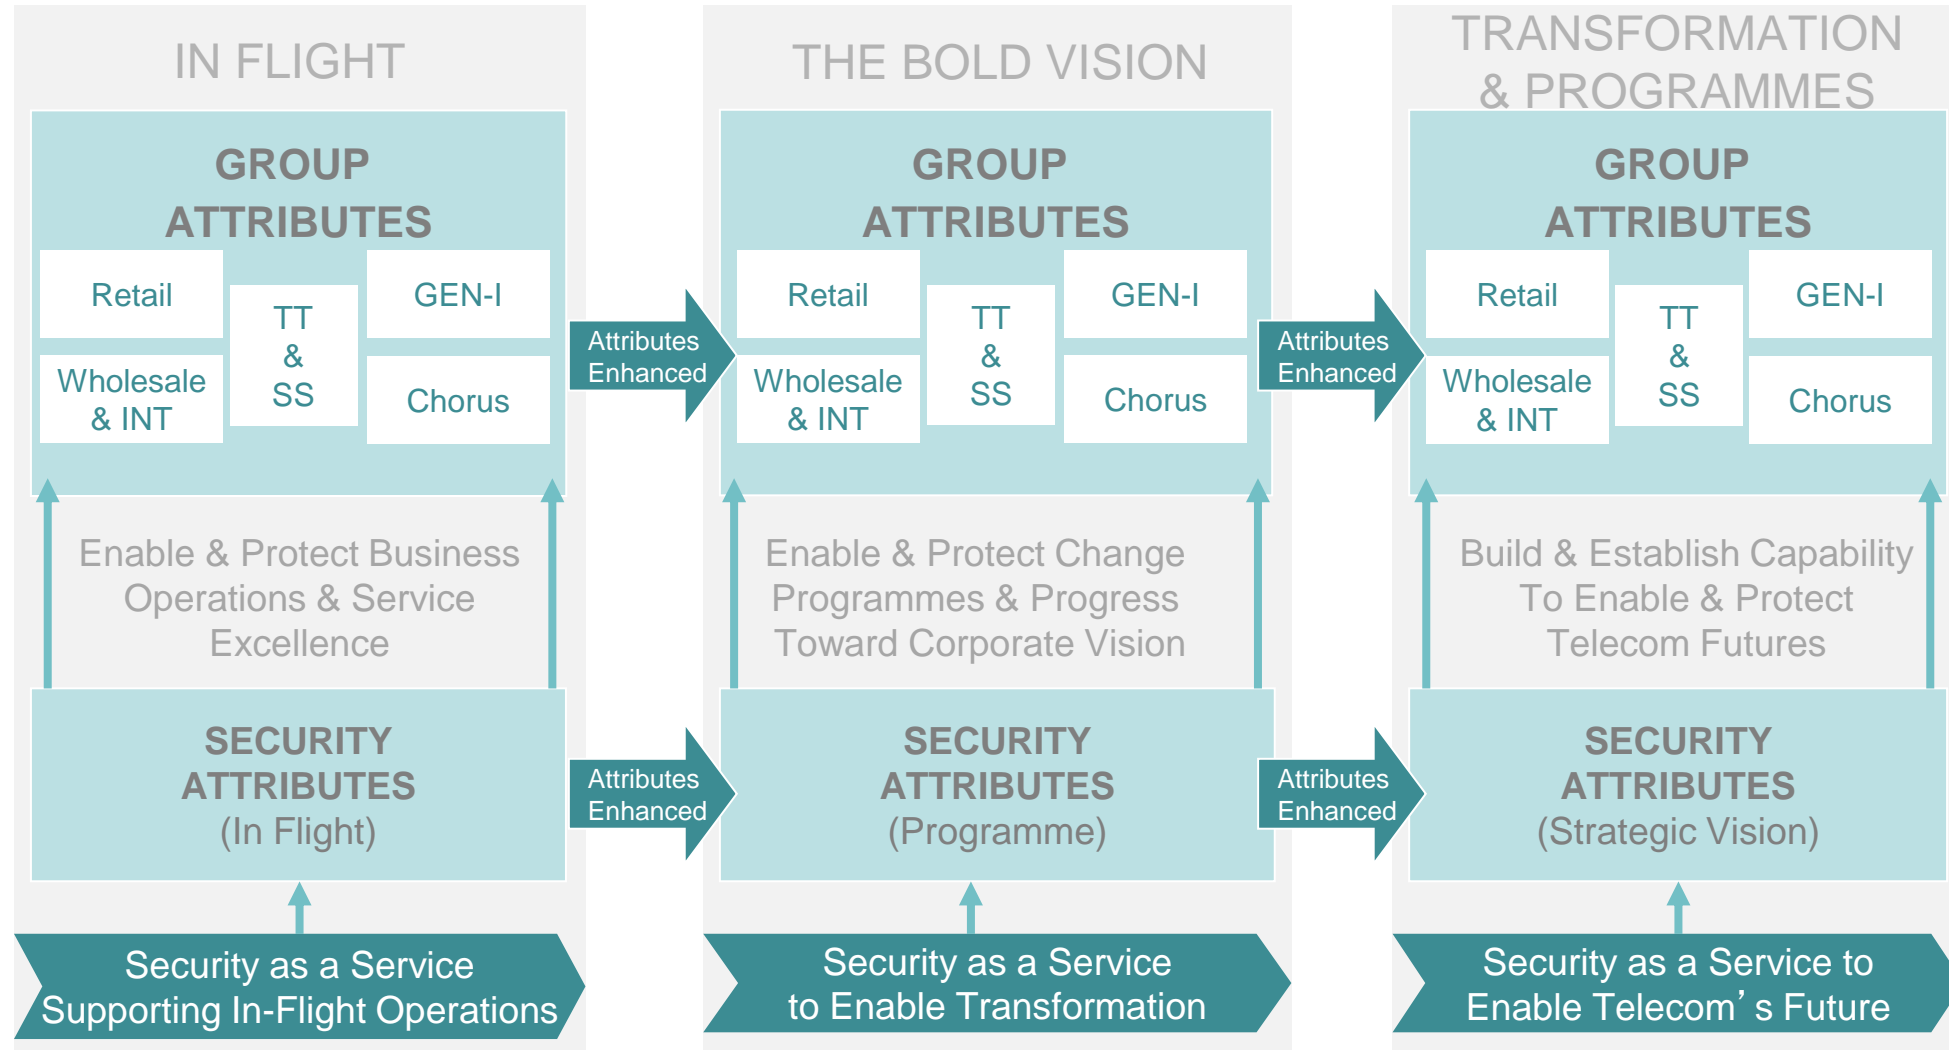 IN FLIGHT
GROUP
ATTRIBUTES
Retail
GEN-I
TT
&
SS
Wholesale
& INT
Chorus
Enable & Protect Business
Operations & Service
Excellence
SECURITY
ATTRIBUTES
(In Flight)
Security as a Service
Supporting In-Flight Operations
Attributes
Enhanced
Attributes
Enhanced
THE BOLD VISION
GROUP
ATTRIBUTES
Retail
GEN-I
TT
&
SS
Wholesale
& INT
Chorus
Enable & Protect Change
Programmes & Progress
Toward Corporate Vision
SECURITY
ATTRIBUTES
(Programme)
Security as a Service
to Enable Transformation
Attributes
Enhanced
Attributes
Enhanced
TRANSFORMATION
& PROGRAMMES
GROUP
ATTRIBUTES
Retail
GEN-I
TT
&
SS
Wholesale
& INT
Chorus
Build & Establish Capability
To Enable & Protect
Telecom Futures
SECURITY
ATTRIBUTES
(Strategic Vision)
Security as a Service to
Enable Telecom’s Future